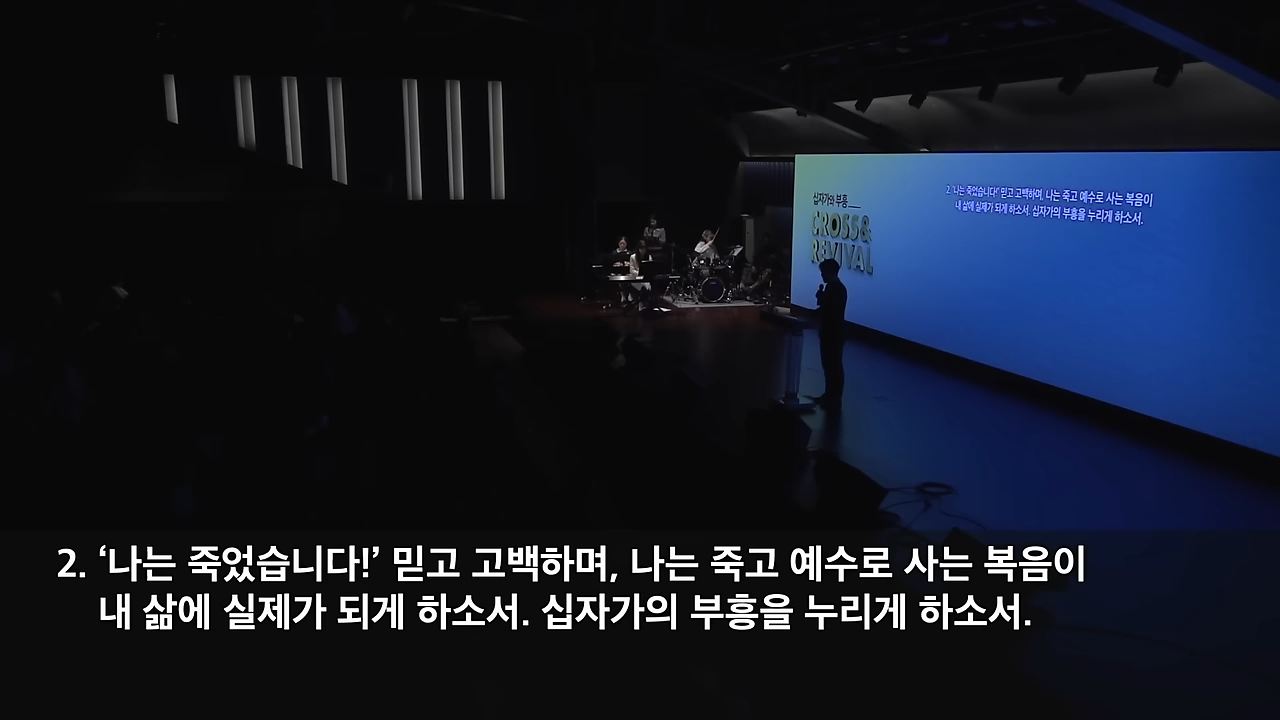 십자가의 부흥
CROSS&
REVIVAL
2. ‘나는 죽었습니다!’ 믿고 고백하며, 나는 죽고 예수로 사는 복음이
내 삶에 실제가 되게 하소서. 십자가의 부흥을 누리게 하소서.
2. ‘나는 죽었습니다!’ 믿고 고백하며, 나는 죽고 예수로 사는 복음이
내 삶에 실제가 되게 하소서. 십자가의 부흥을 누리게 하소서.